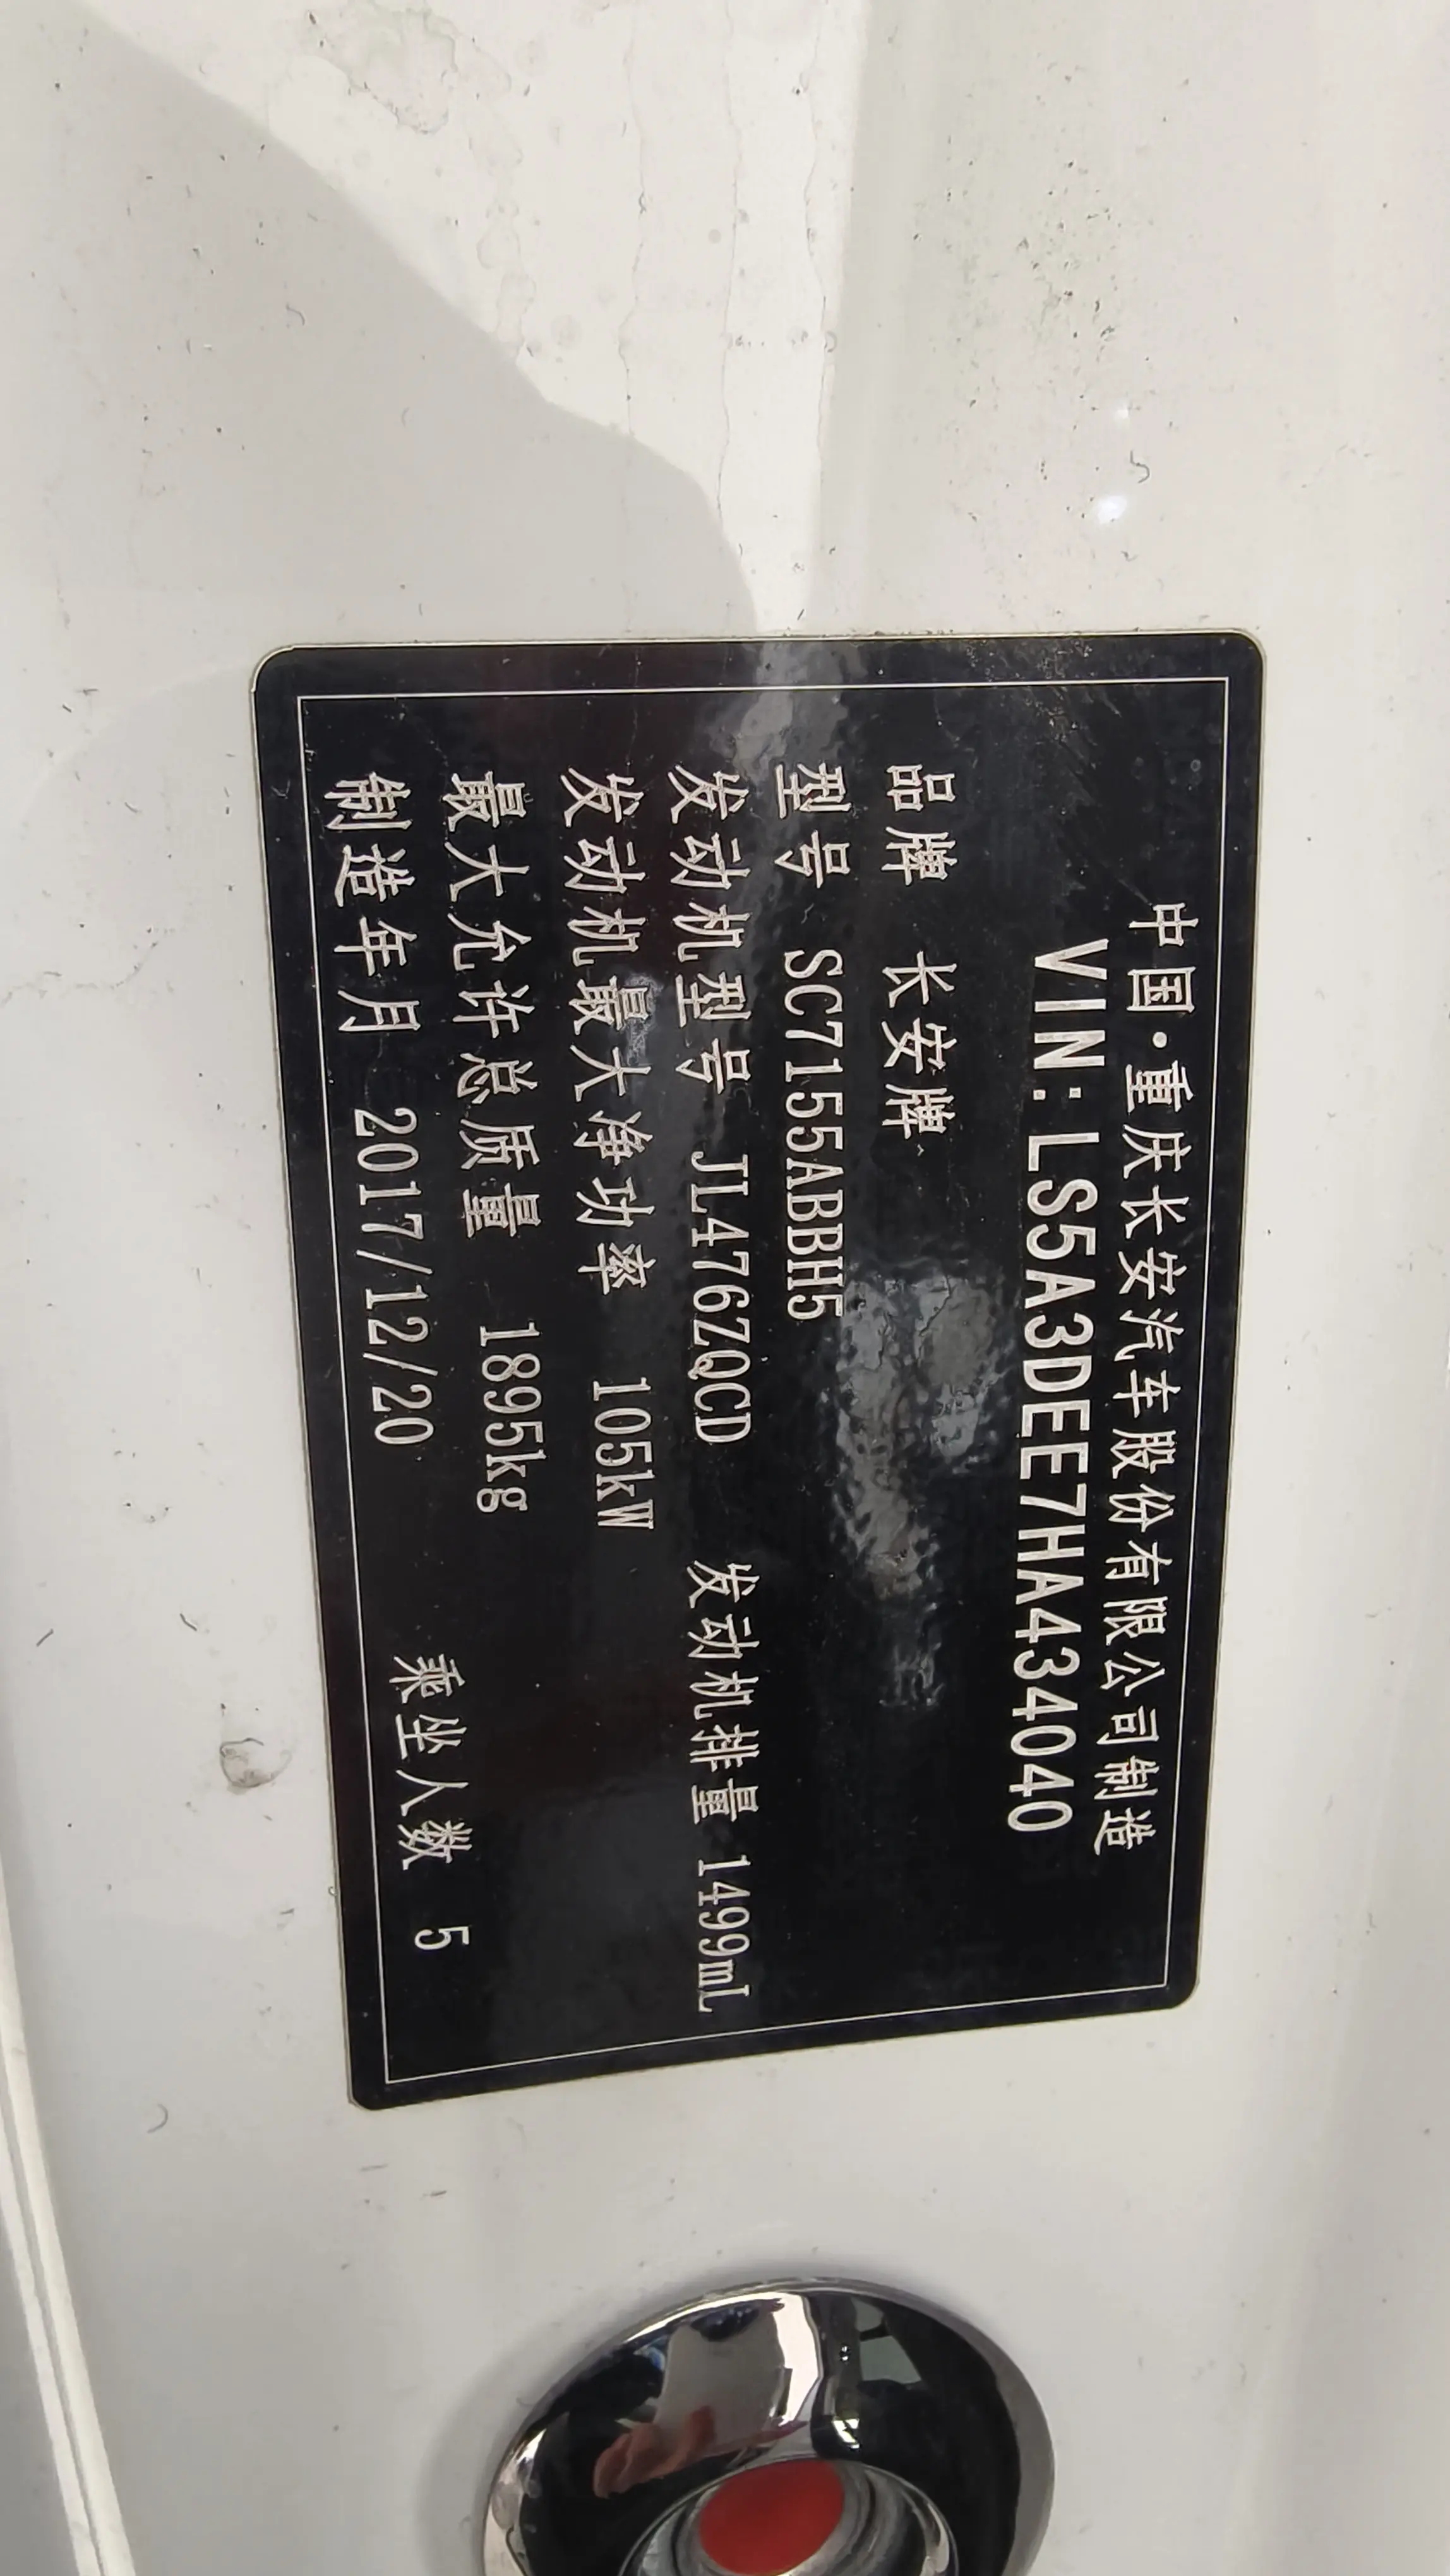 中国·重庆长安汽车股份有限公司制造
VIN: LS5A3DEE7HA434040
品牌 长安牌
型号 SC7155ABBH5
发动机型号 JL476ZQCD 发动机排量 1499mL
发动机最大净功率 105kW
最大允许总质量 1895kg
制造年月 2017/12/20 乘坐人数 5